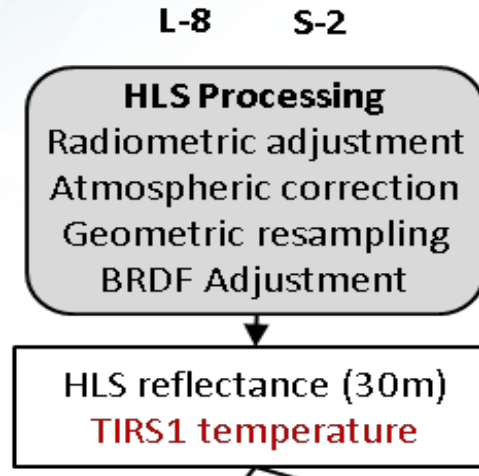 L-8 S-2
HLS Processing
Radiometric adjustment
Atmospheric correction
Geometric resampling
BRDF Adjustment
HLS reflectance (30m)
TIRS1 temperature